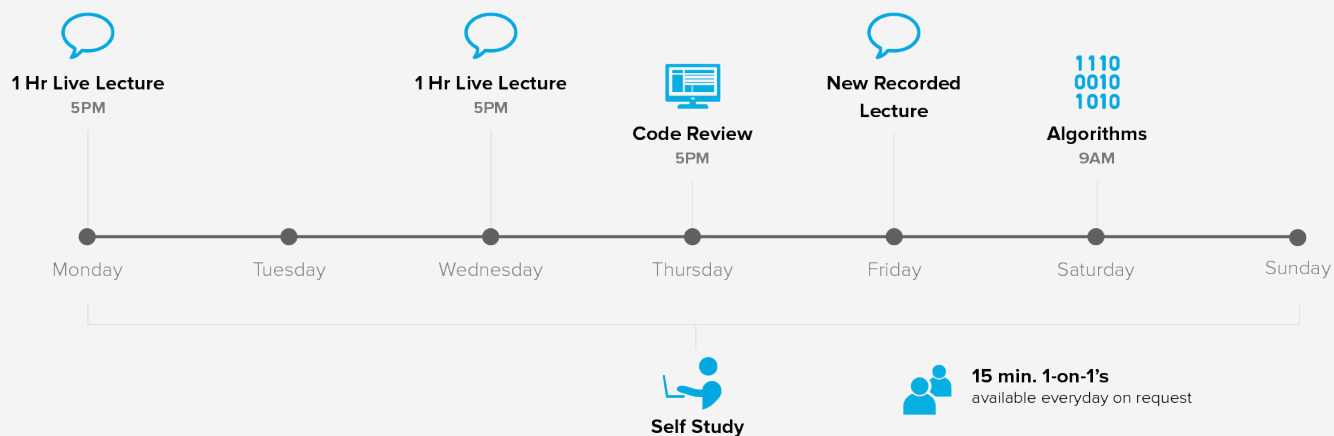 1 Hr Live Lecture
5PM
1 Hr Live Lecture
5PM
Code Review
5PM
New Recorded
Lecture
1110
0010
1010
Algorithms
9AM
Monday
Tuesday
Wednesday
Thursday
Friday
Saturday
Sunday
Self Study
15 min. 1-on-1's
available everyday on request